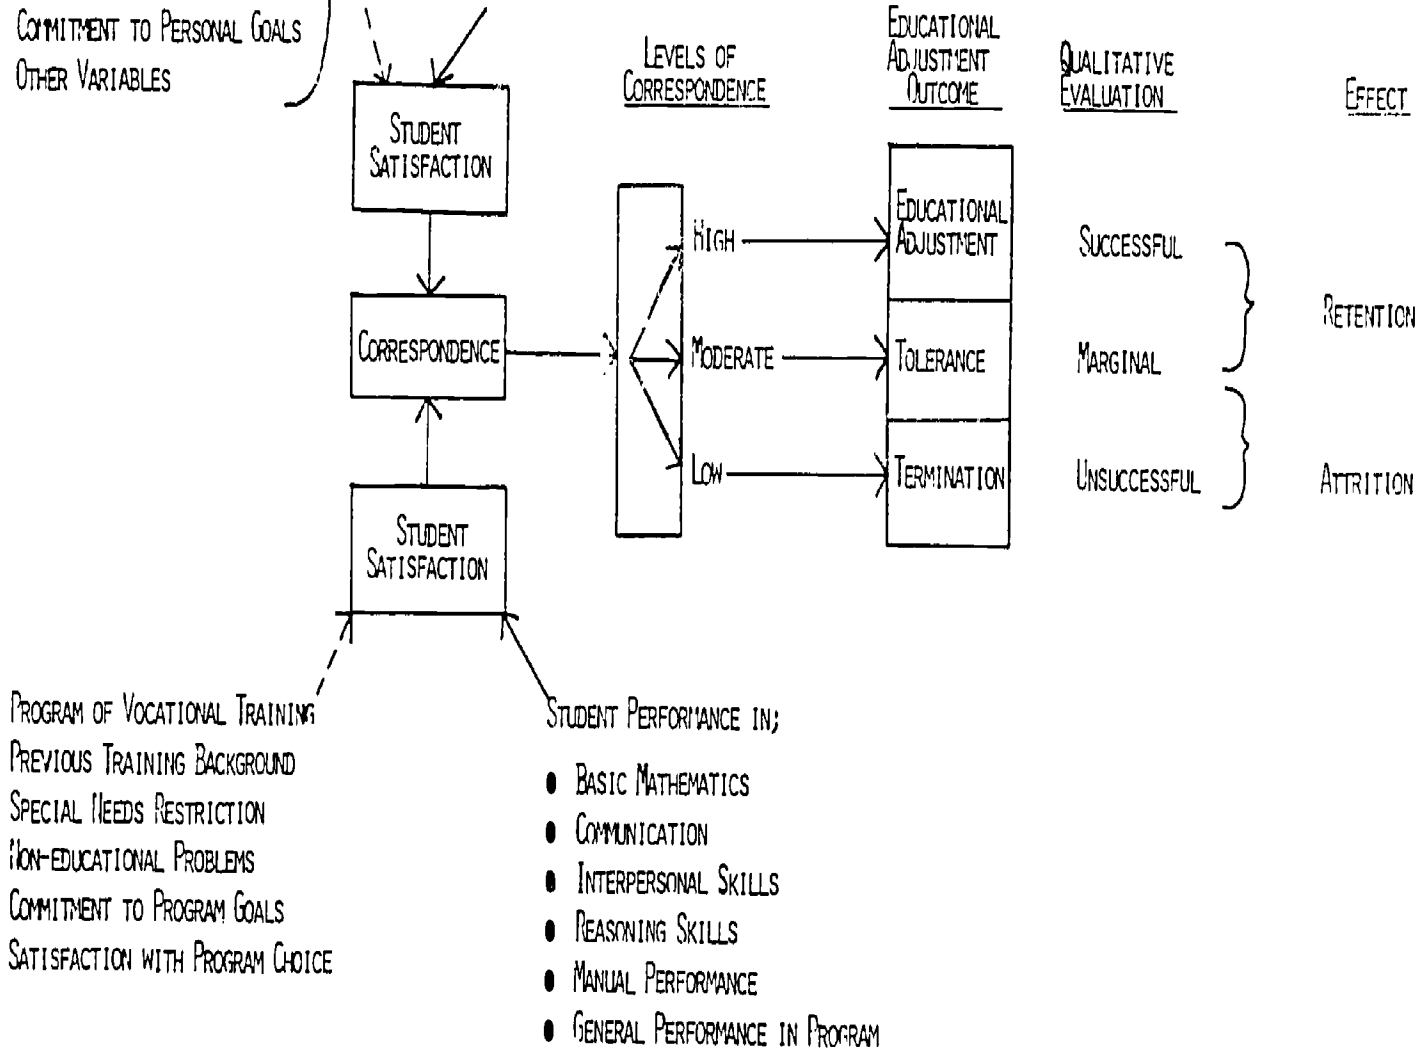 COMMITMENT TO PERSONAL GOALS
OTHER VARIABLES
STUDENT
SATISFACTION
CORRESPONDENCE
STUDENT
SATISFACTION
LEVELS OF
CORRESPONDENCE
HIGH
MODERATE
LOW
EDUCATIONAL
ADJUSTMENT
OUTCOME
EDUCATIONAL
ADJUSTMENT
TOLERANCE
TERMINATION
QUALITATIVE
EVALUATION
SUCCESSFUL
MARGINAL
UNSUCCESSFUL
EFFECT
RETENTION
ATTRITION
PROGRAM OF VOCATIONAL TRAINING
PREVIOUS TRAINING BACKGROUND
SPECIAL NEEDS RESTRICTION
NON-EDUCATIONAL PROBLEMS
COMMITMENT TO PROGRAM GOALS
SATISFACTION WITH PROGRAM CHOICE
STUDENT PERFORMANCE IN;
● BASIC MATHEMATICS
● COMMUNICATION
● INTERPERSONAL SKILLS
● REASONING SKILLS
● MANUAL PERFORMANCE
● GENERAL PERFORMANCE IN PROGRAM